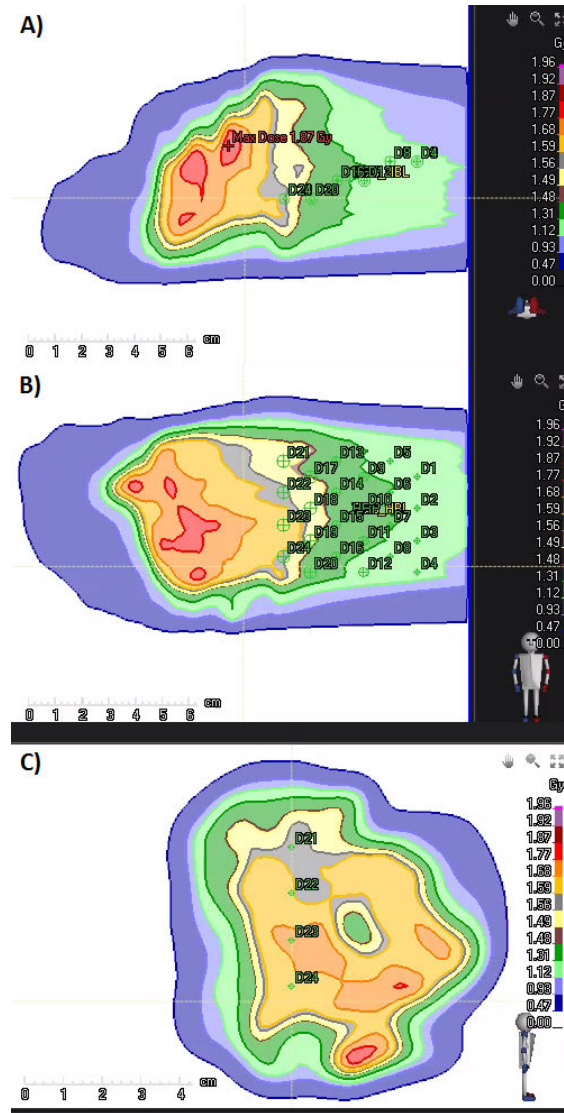 A)
Gy
1.96
1.92
1.87
1.77
1.68
1.59
1.56
1.49
1.48
1.31
1.12
0.93
0.47
0.00
Max Dose 1.87 Gy
D4
D24
D20
D16
cm
0 1 2 3 4 5 6
B)
1.96
1.92
1.87
1.77
1.68
1.59
1.56
1.49
1.48
1.31
1.12
0.93
0.47
0.00
D21 D13 D5
D17 D9 D1
D22 D14 D6
D18 D10 D2
D23 D15 D7
D19 D11 D3
D24 D16 D8
D20 D12 D4
cm
0 1 2 3 4 5 6
C)
Gy
1.96
1.92
1.87
1.77
1.68
1.59
1.56
1.49
1.48
1.31
1.12
0.93
0.47
0.00
D21
D22
D23
D24
cm
0 1 2 3 4